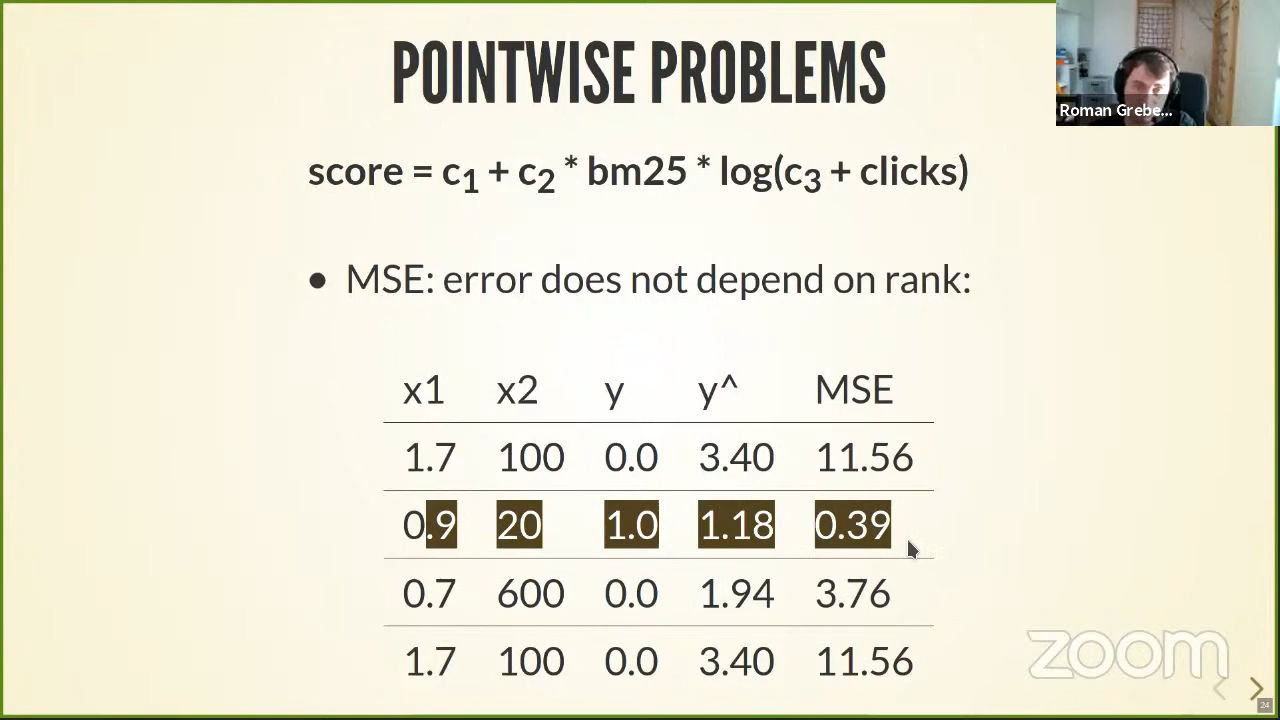 POINTWISE PROBLEMS
Roman Grebe...
score = c1 + c2 * bm25 * log(c3 + clicks)
• MSE: error does not depend on rank:
x1 x2 y y^ MSE
1.7 100 0.0 3.40 11.56
0.9 20 1.0 1.18 0.39
0.7 600 0.0 1.94 3.76
1.7 100 0.0 3.40 11.56
zoom
24